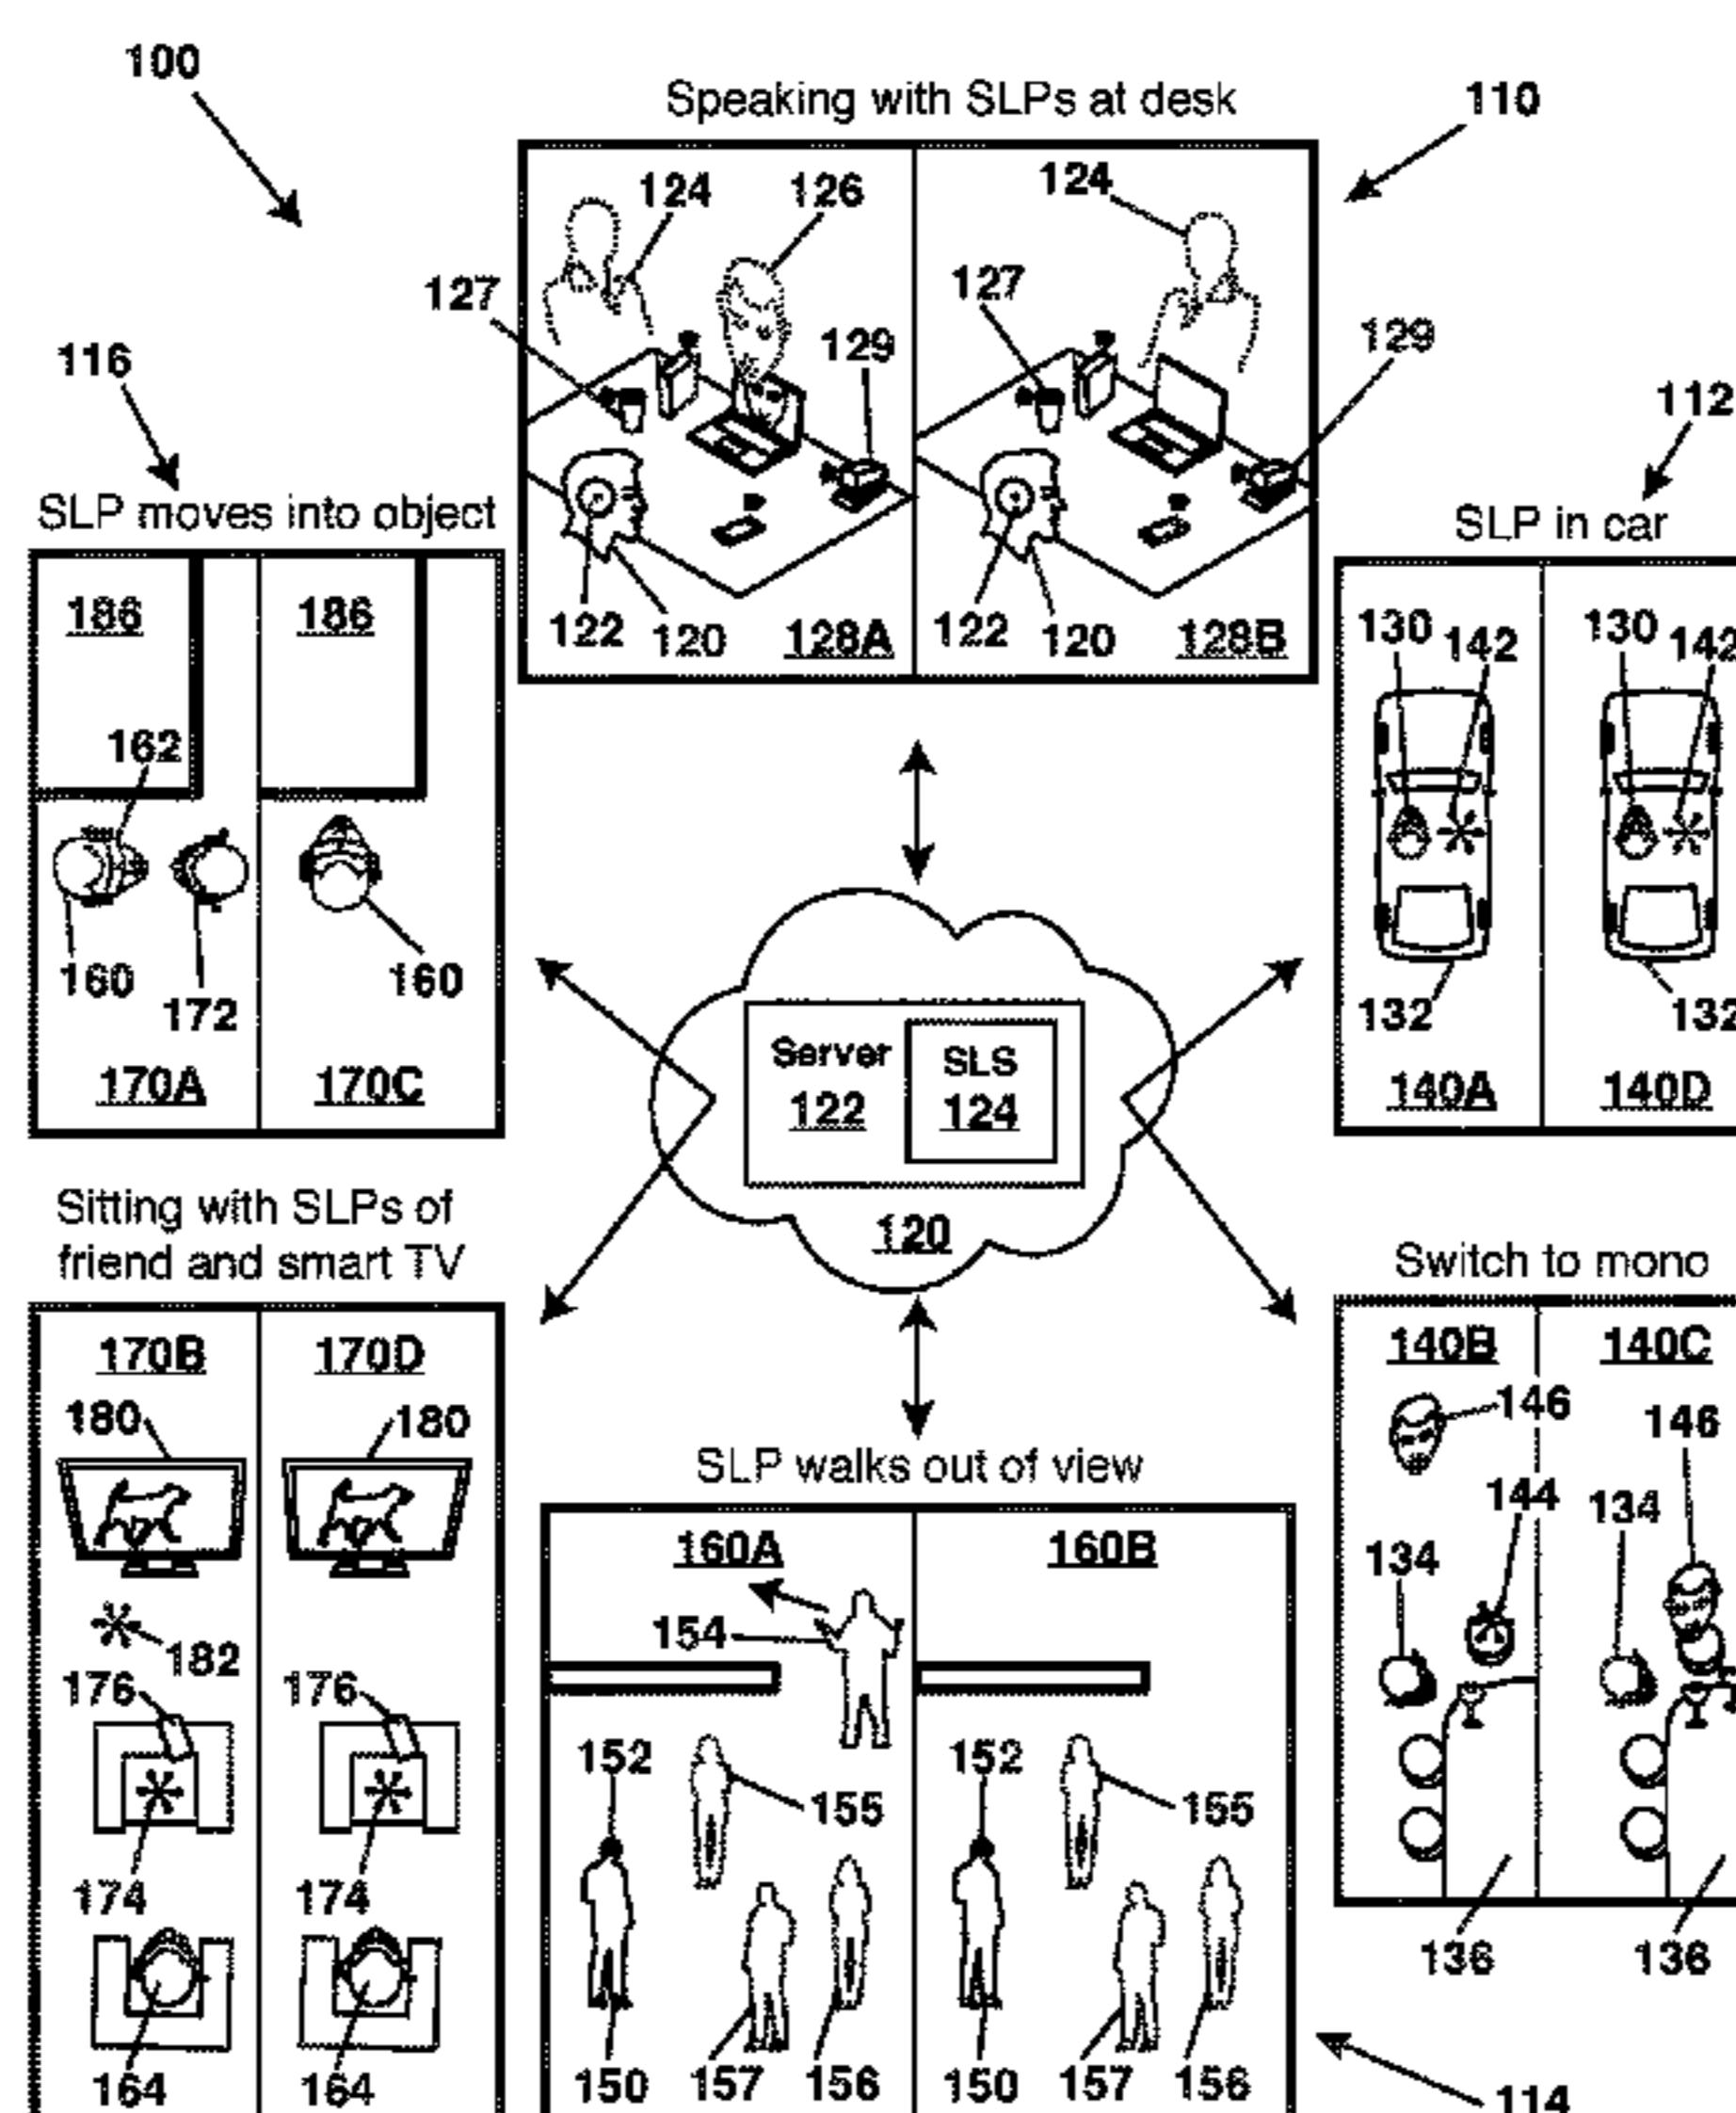 100
Speaking with SLPs at desk
110
124
126
124
127
127
129
129
116
112
SLP moves into object
SLP in car
122
120
128A
122
120
128B
186
186
130
142
130
142
162
160
172
160
132
132
170A
170C
140A
140D
Server
122
SLS
124
120
Sitting with SLPs of
friend and smart TV
Switch to mono
170B
170D
140B
140C
180
180
146
146
SLP walks out of view
144
134
134
160A
160B
154
182
176
176
152
152
155
155
174
174
136
136
164
164
150
157
156
150
157
156
114